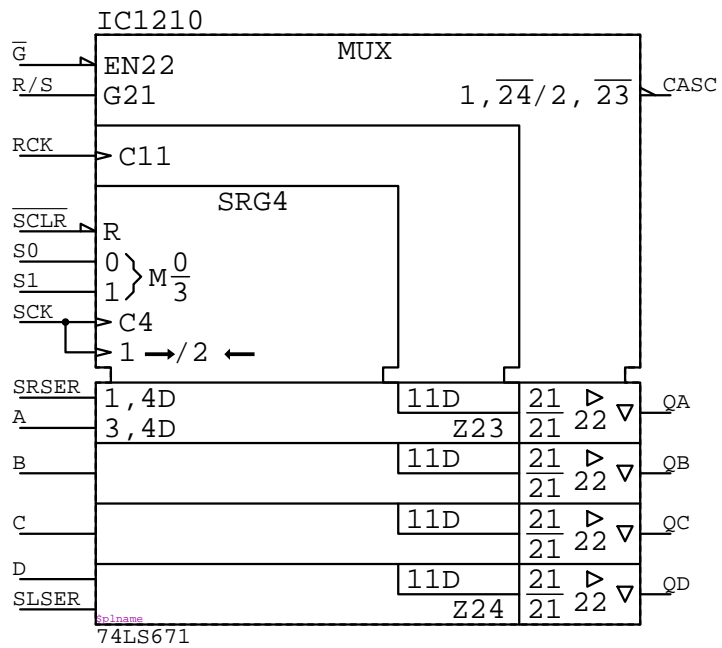 IC1210
MUX
G
EN22
R/S
G21
1, 24/2, 23
CASC
RCK
C11
SRG4
SCLR
R
S0
0
M 0/3
S1
1
SCK
C4
1 →/2 ←
SRSER
1,4D
11D
21
22
QA
A
3,4D
Z23
21
B
11D
21
22
QB
21
C
11D
21
22
QC
21
D
11D
21
22
QD
SLSER
Z24
21
$plname
74LS671